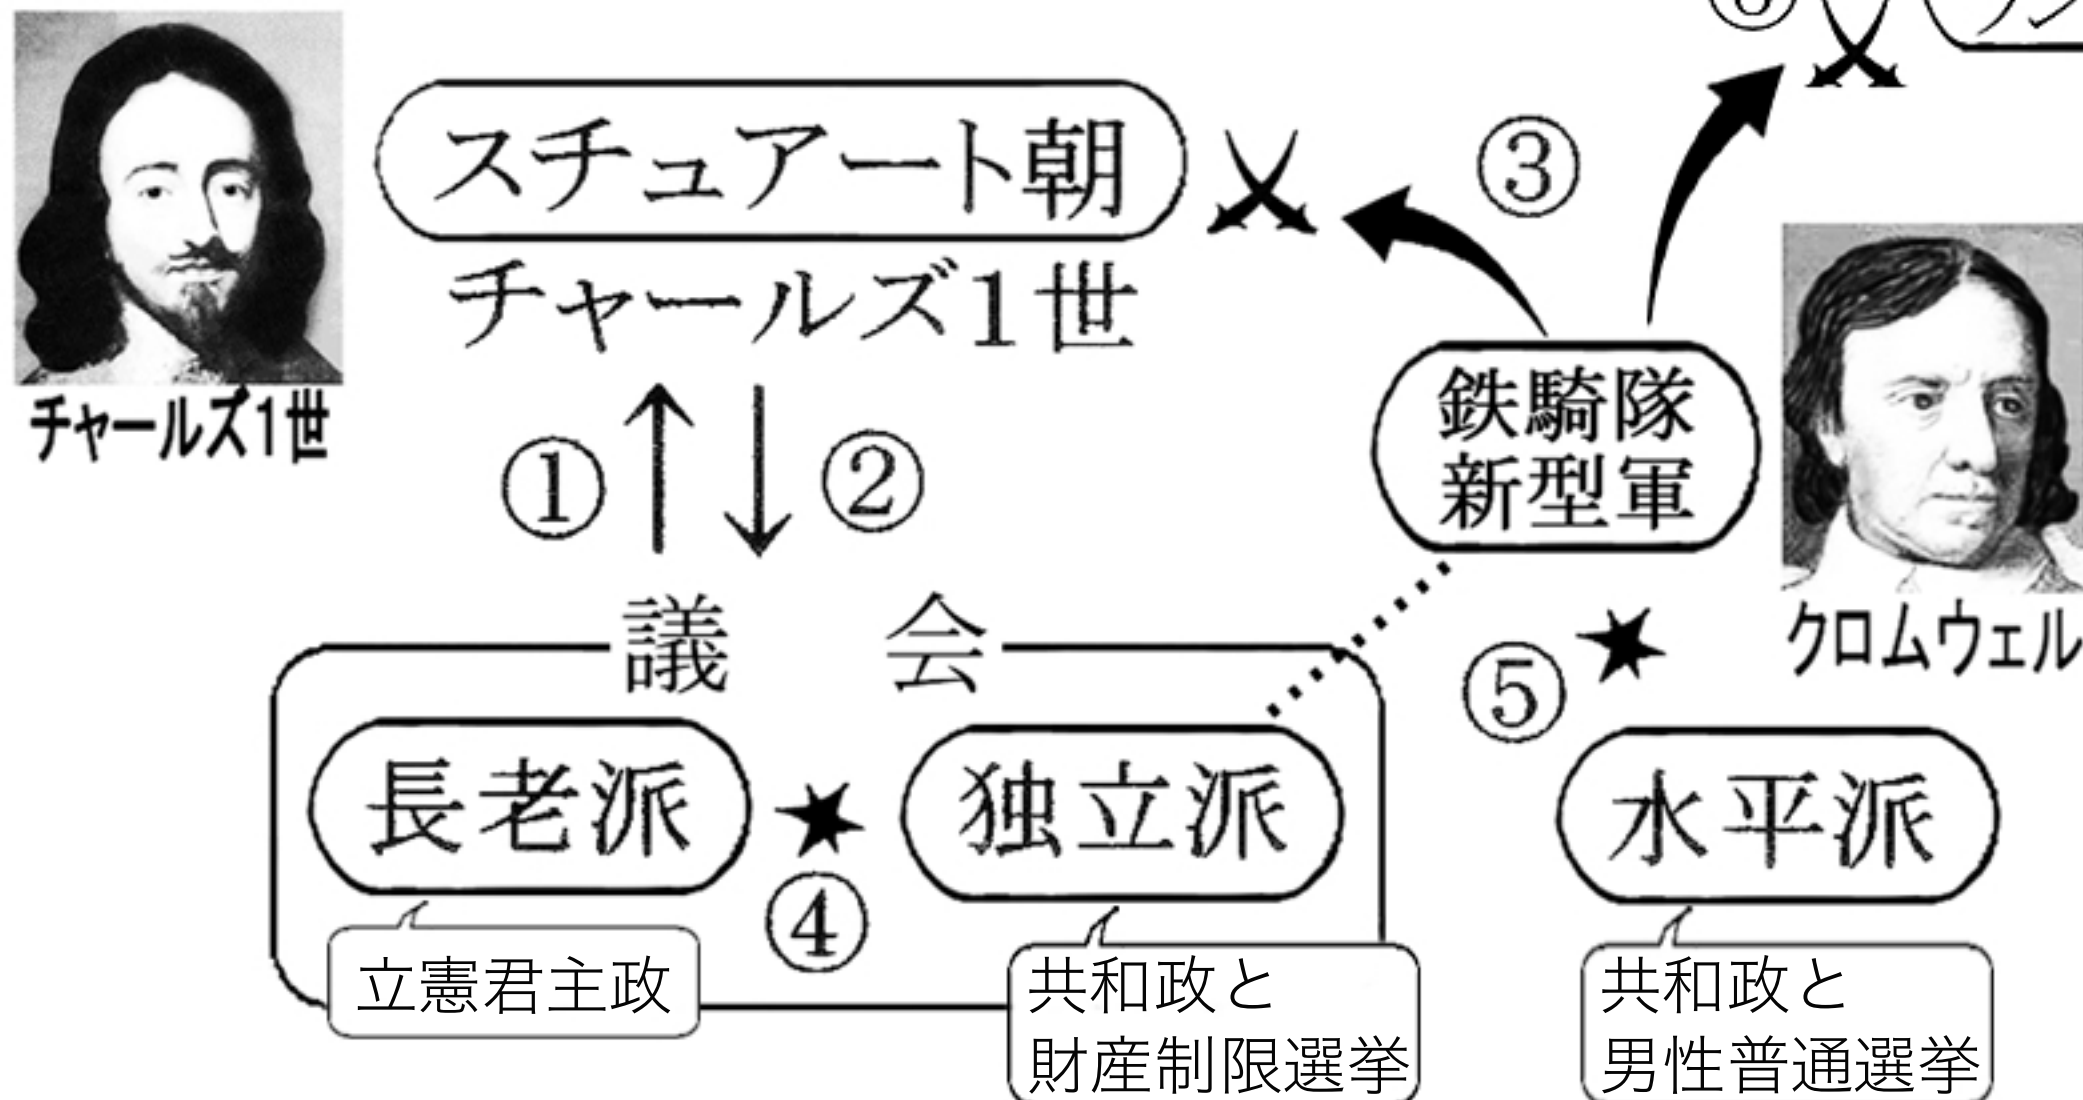 スチュアート朝
③
チャールズ1世
チャールズ1世
①
②
鉄騎隊
新型軍
クロムウェル
議会
⑤
長老派
独立派
水平派
④
立憲君主政
共和政と
財産制限選挙
共和政と
男性普通選挙